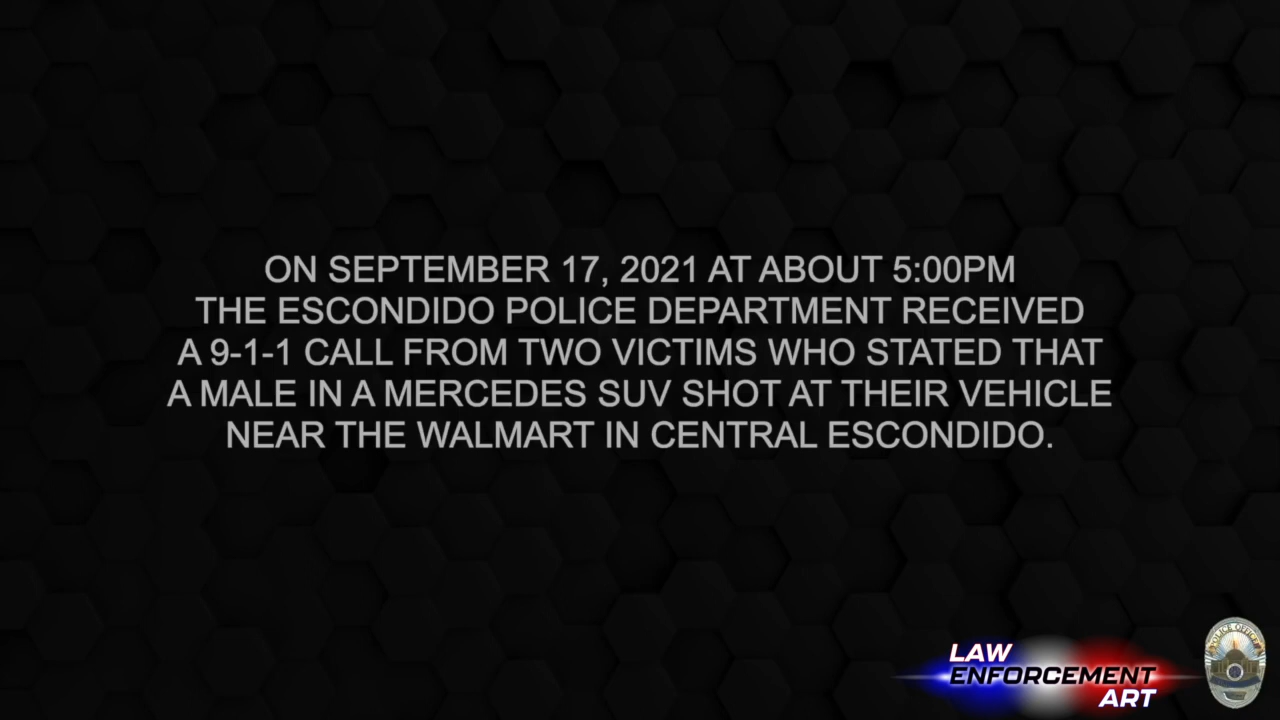 ON SEPTEMBER 17, 2021 AT ABOUT 5:00PM
THE ESCONDIDO POLICE DEPARTMENT RECEIVED
A 9-1-1 CALL FROM TWO VICTIMS WHO STATED THAT
A MALE IN A MERCEDES SUV SHOT AT THEIR VEHICLE
NEAR THE WALMART IN CENTRAL ESCONDIDO.
LAW
ENFORCEMENT
ART
POLICE OFFICER